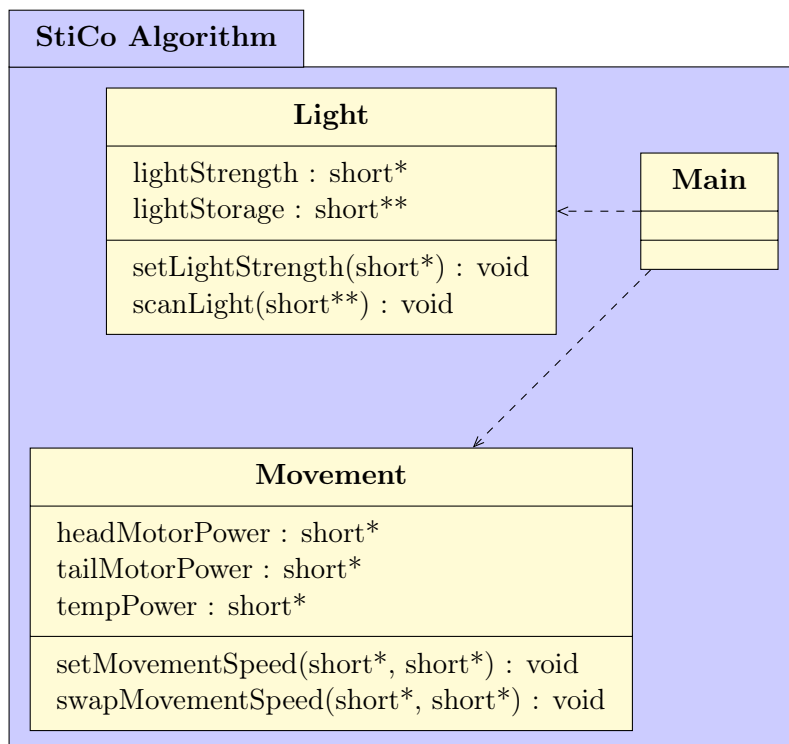 StiCo Algorithm
Light
lightStrength : short*
lightStorage : short**
setLightStrength(short*) : void
scanLight(short**) : void
Main
Movement
headMotorPower : short*
tailMotorPower : short*
tempPower : short*
setMovementSpeed(short*, short*) : void
swapMovementSpeed(short*, short*) : void